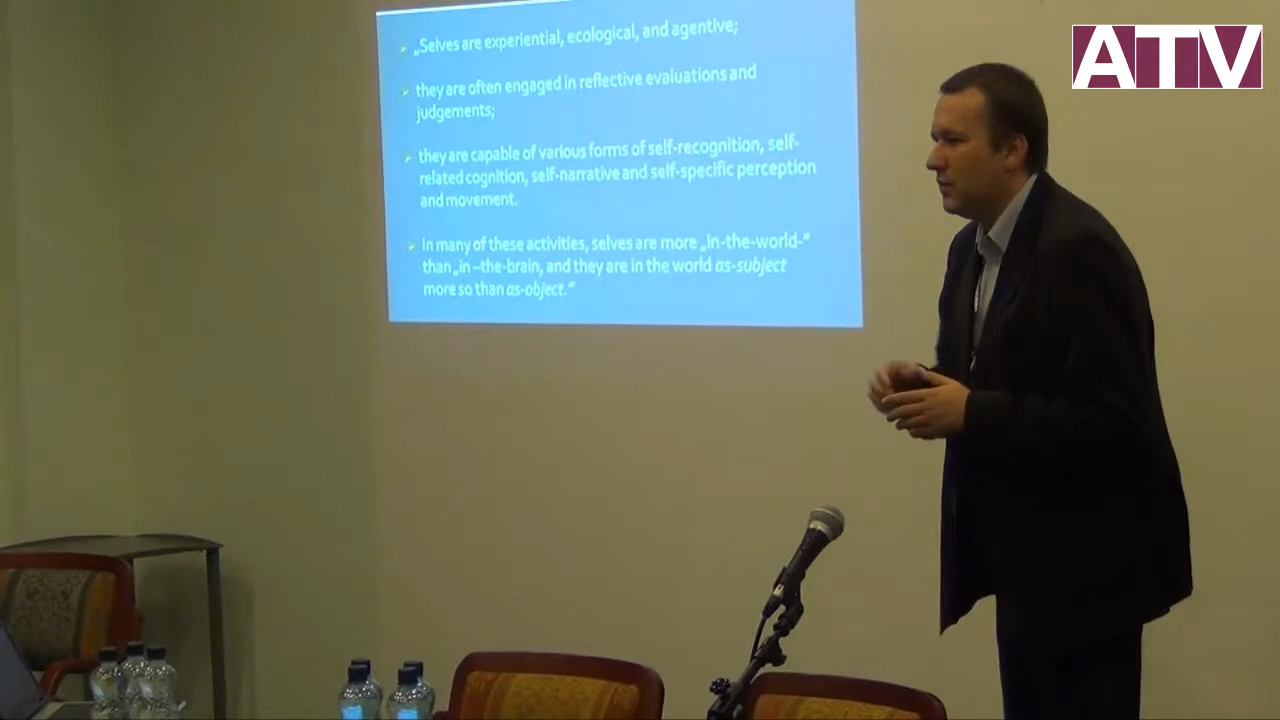 „Selves are experiential, ecological, and agentive;
they are often engaged in reflective evaluations and
judgements;
they are capable of various forms of self-recognition, self-
related cognition, self-narrative and self-specific perception
and movement.
In many of these activities, selves are more „in-the-world-"
than „in –the-brain, and they are in the world as-subject
more so than as-object."
ATV